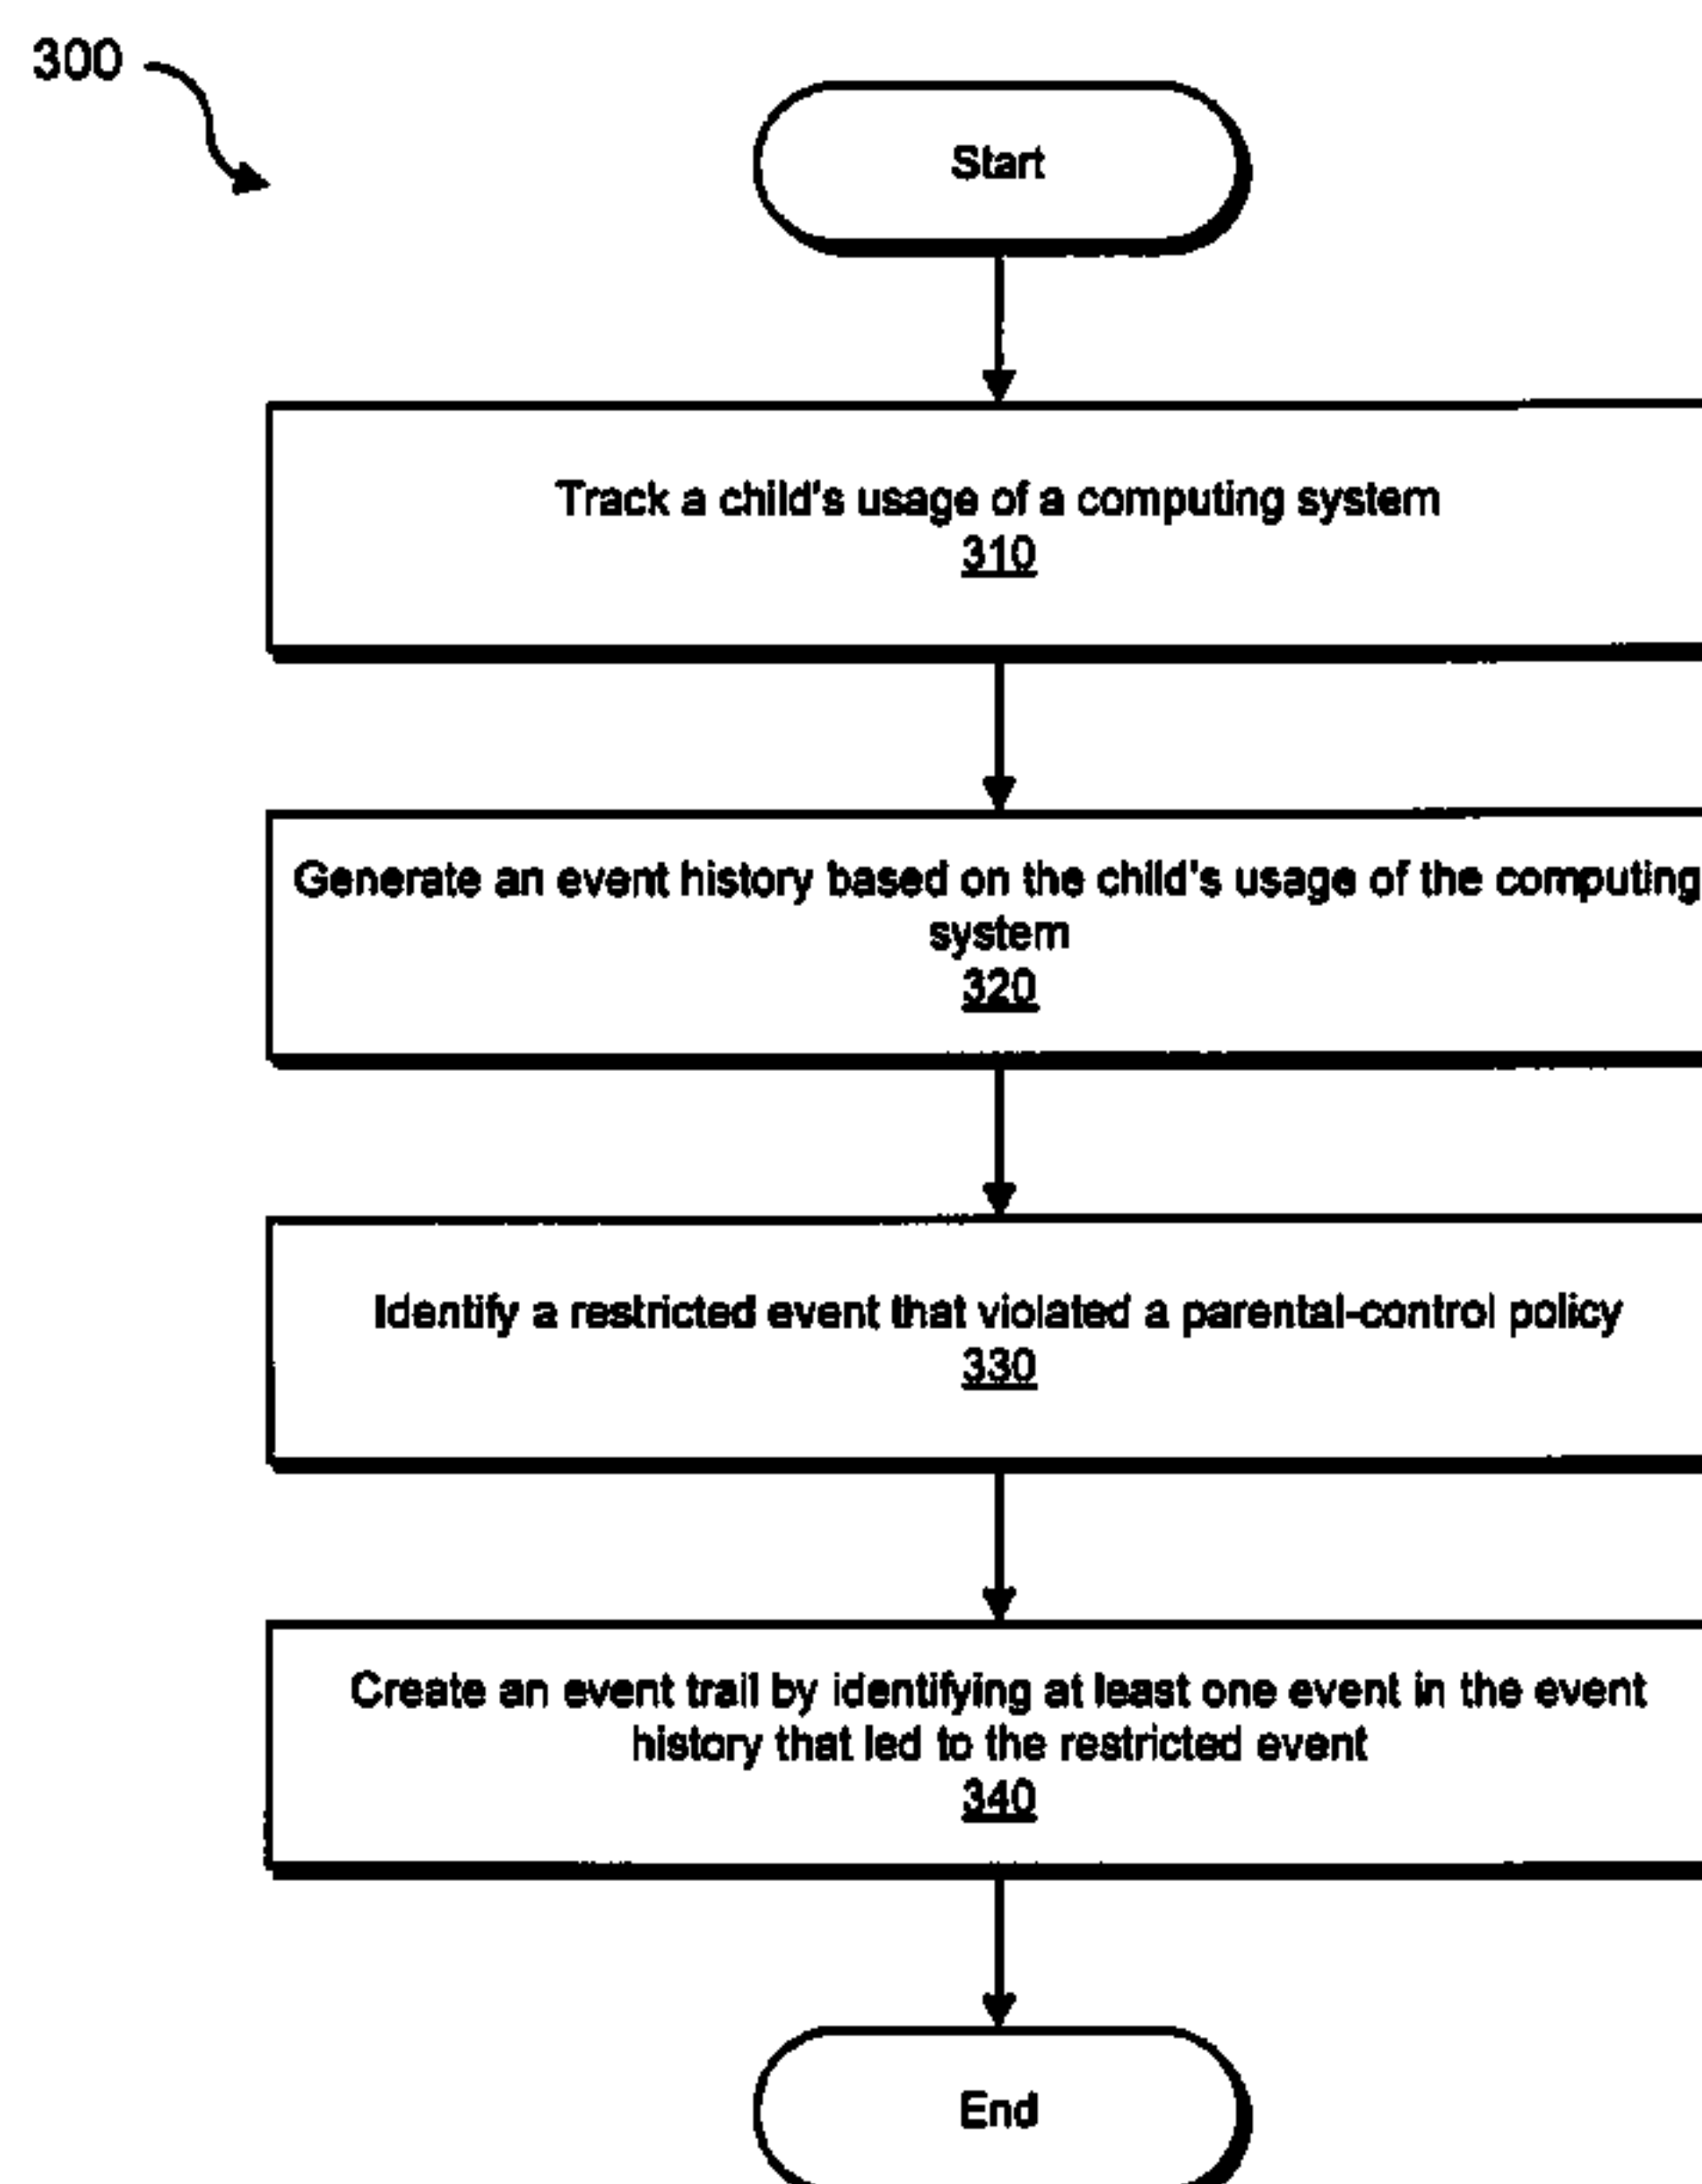 300
Start
Track a child's usage of a computing system
310
Generate an event history based on the child's usage of the computing
system
320
Identify a restricted event that violated a parental-control policy
330
Create an event trail by identifying at least one event in the event
history that led to the restricted event
340
End